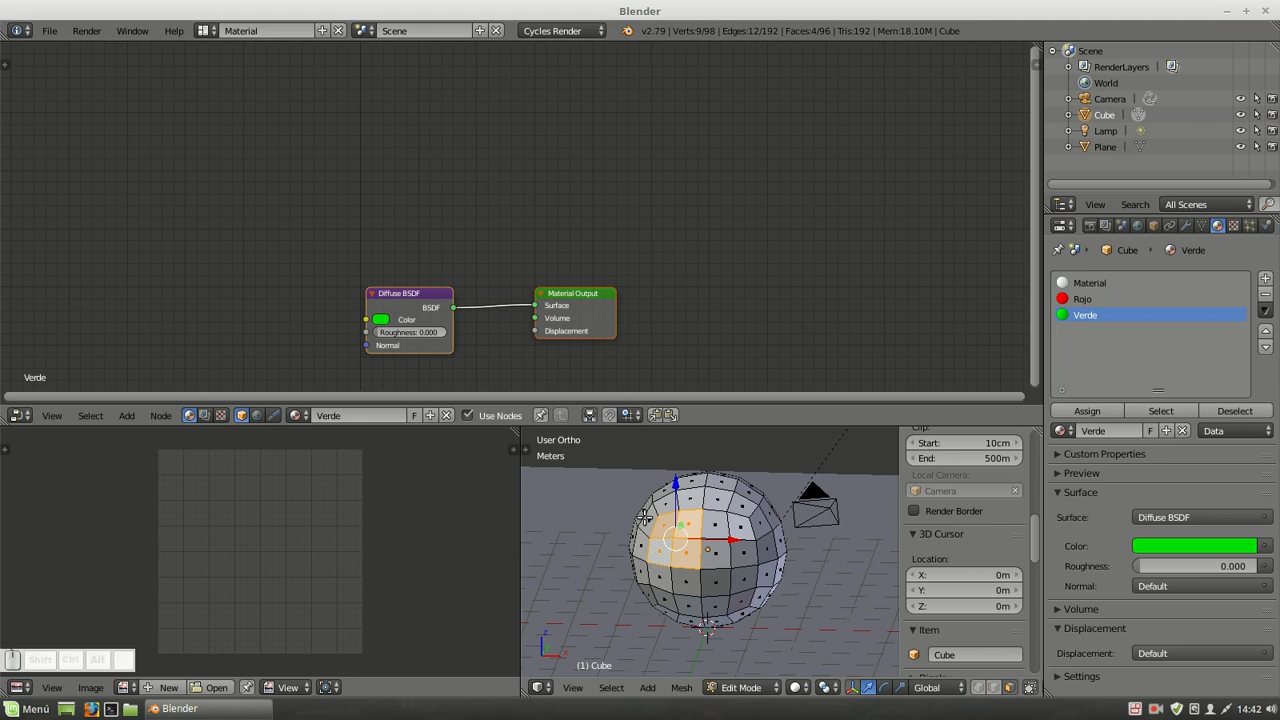 Blender
File Render Window Help Material Scene Cycles Render v2.79 | Verts:9/98 | Edges:12/192 | Faces:4/96 | Tris:192 | Mem:18.10M | Cube
Scene
RenderLayers |
World
Camera |
Cube |
Lamp |
Plane |
View Search All Scenes
Cube Verde
Material
Rojo
Verde
Assign Select Deselect
Verde F Data
Custom Properties
Preview
Surface
Surface: Diffuse BSDF
Color:
Roughness: 0.000
Normal: Default
Volume
Displacement
Displacement: Default
Settings
Diffuse BSDF
BSDF
Color
Roughness: 0.000
Normal
Material Output
Surface
Volume
Displacement
Verde
View Select Add Node Verde F Use Nodes
User Ortho
Meters
(1) Cube
z
x
Clip:
Start: 10cm
End: 500m
Local Camera:
Camera
Render Border
3D Cursor
Location:
X: 0m
Y: 0m
Z: 0m
Item
Cube
Shift Ctrl Alt
View Image New Open View
View Select Add Mesh Edit Mode Global
Menú Blender 14:42